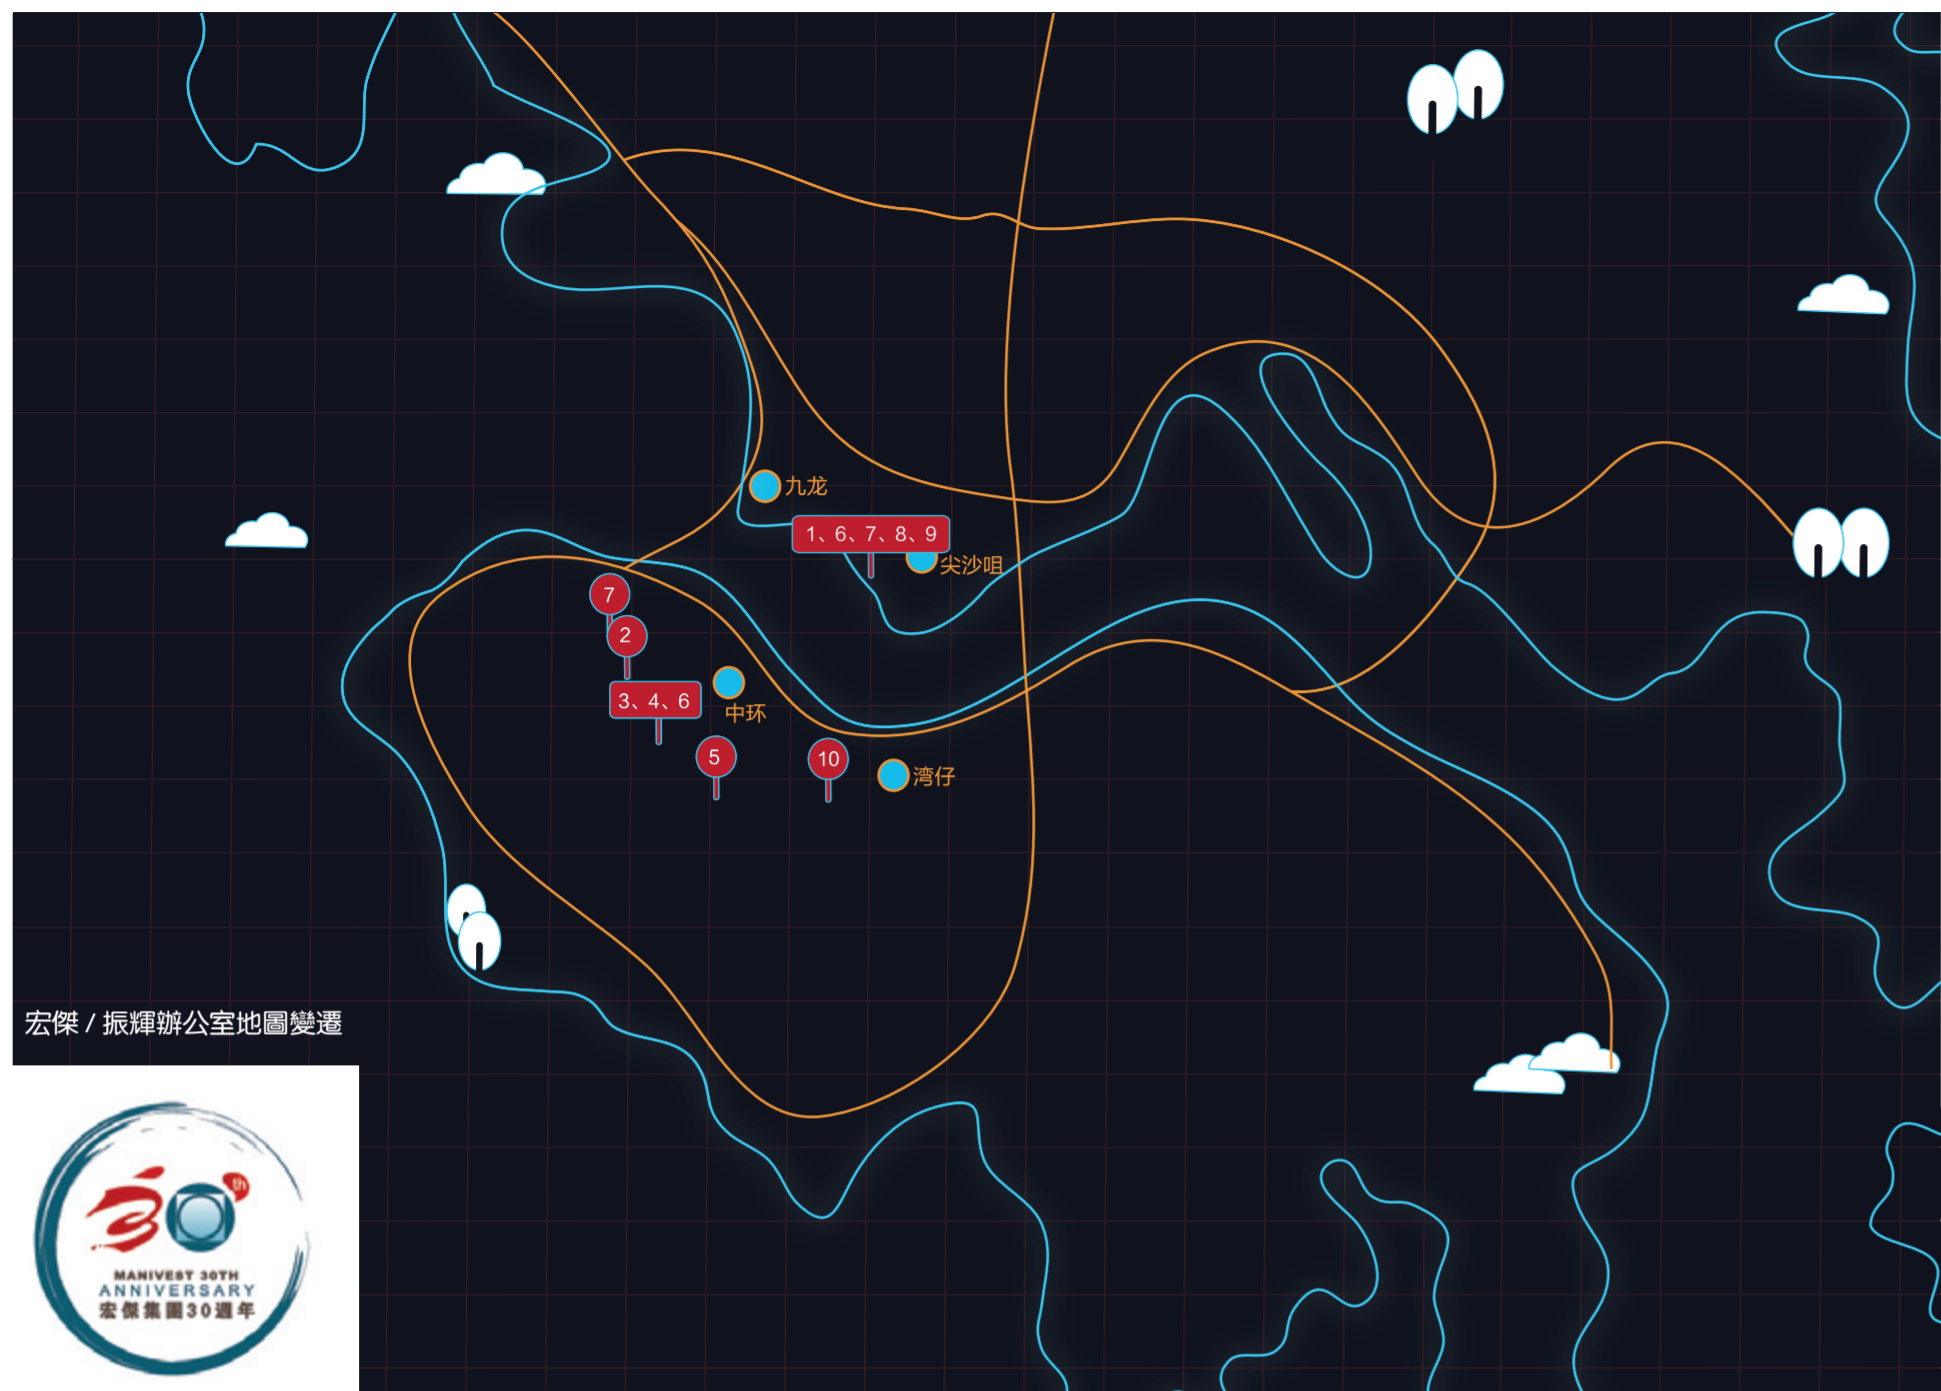 九龙
1、6、7、8、9
尖沙咀
7
2
3、4、6
中环
5
10
湾仔
宏傑 / 振輝辦公室地圖變遷
30th
MANIVEST 30TH
ANNIVERSARY
宏傑集團30週年